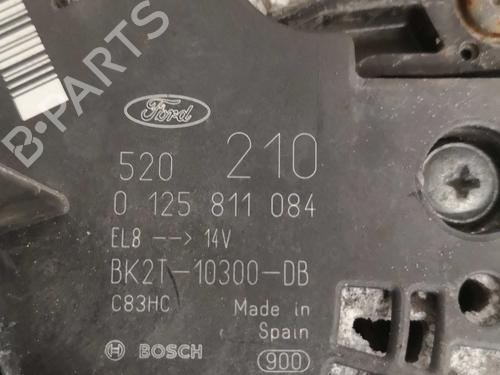 B-PARTS
Ford
520 210
0 125 811 084
EL8 --> 14V
BK2T-10300-DB
C83HC Made in
Spain
BOSCH 900